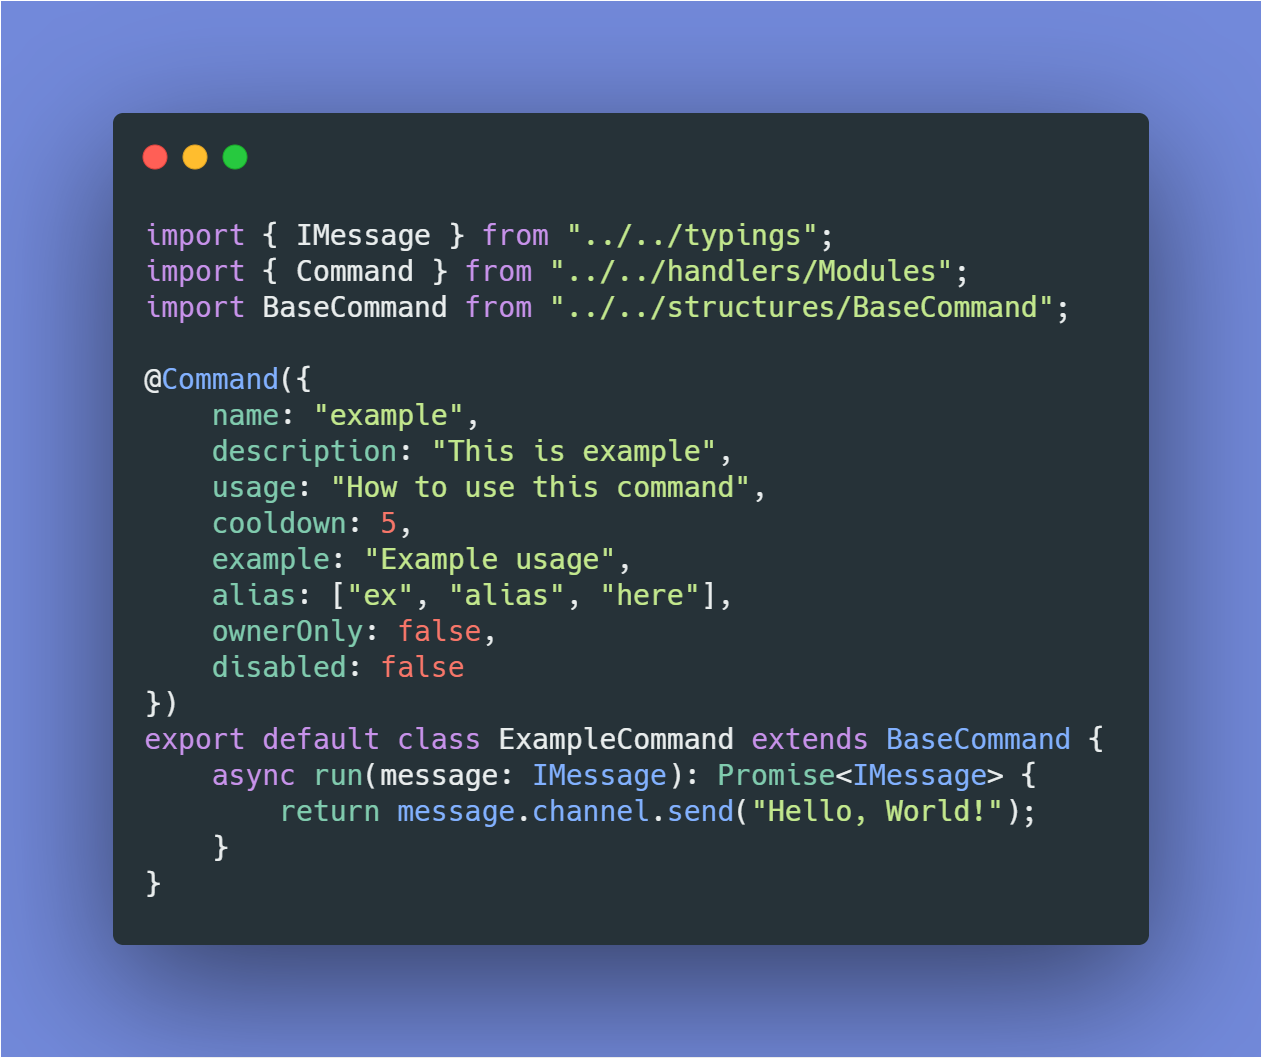 import { IMessage } from "../../typings";
import { Command } from "../../handlers/Modules";
import BaseCommand from "../../structures/BaseCommand";

@Command({
    name: "example",
    description: "This is example",
    usage: "How to use this command",
    cooldown: 5,
    example: "Example usage",
    alias: ["ex", "alias", "here"],
    ownerOnly: false,
    disabled: false
})
export default class ExampleCommand extends BaseCommand {
    async run(message: IMessage): Promise<IMessage> {
        return message.channel.send("Hello, World!");
    }
}